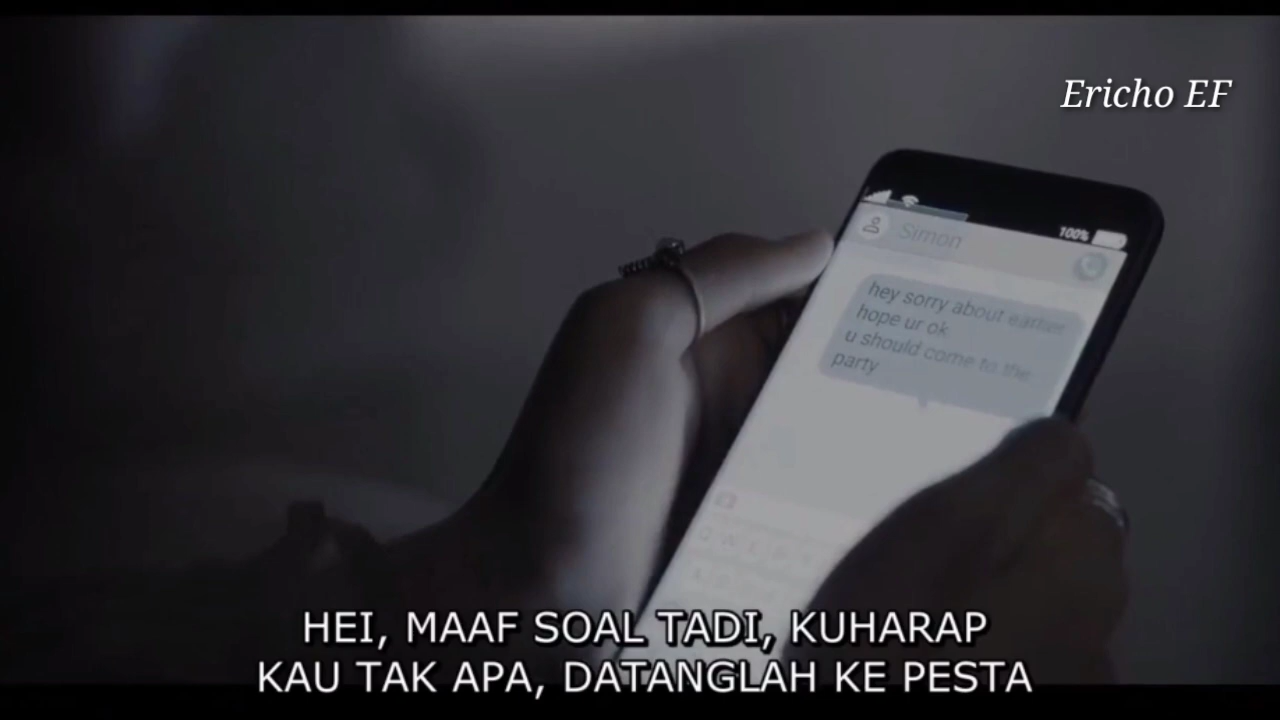 Ericho EF
100%
Simon
hey sorry about earlier
hope ur ok
u should come to the
party
HEI, MAAF SOAL TADI, KUHARAP
KAU TAK APA, DATANGLAH KE PESTA